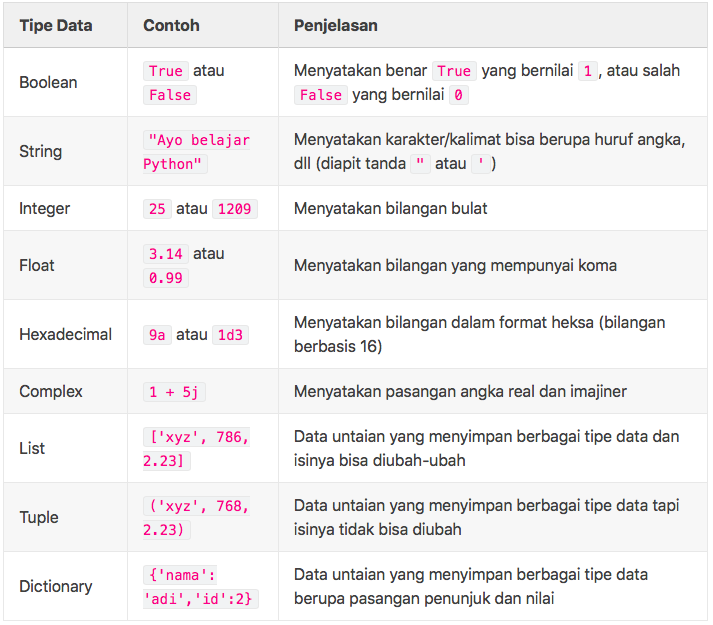 Tipe Data Contoh Penjelasan
Boolean
True atau
False
Menyatakan benar True yang bernilai 1 , atau salah
False yang bernilai 0
String
"Ayo belajar
Python"
Menyatakan karakter/kalimat bisa berupa huruf angka,
dll (diapit tanda " atau ' )
Integer
25 atau 1209
Menyatakan bilangan bulat
Float
3.14 atau
0.99
Menyatakan bilangan yang mempunyai koma
Hexadecimal
9a atau 1d3
Menyatakan bilangan dalam format heksa (bilangan
berbasis 16)
Complex
1 + 5j
Menyatakan pasangan angka real dan imajiner
List
['xyz', 786,
2.23]
Data untaian yang menyimpan berbagai tipe data dan
isinya bisa diubah-ubah
Tuple
('xyz', 768,
2.23)
Data untaian yang menyimpan berbagai tipe data tapi
isinya tidak bisa diubah
Dictionary
{'nama':
'adi','id':2}
Data untaian yang menyimpan berbagai tipe data
berupa pasangan penunjuk dan nilai